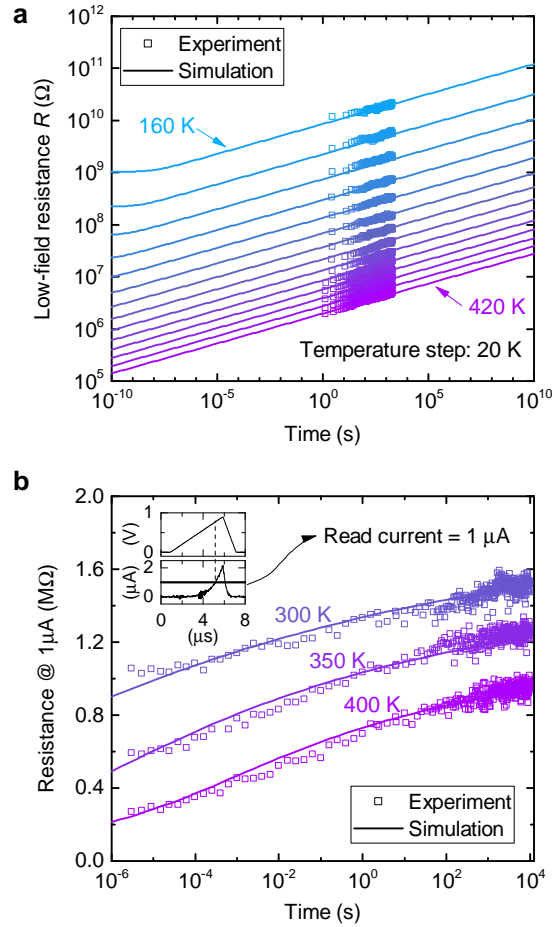 a
10^12
10^11
10^10
10^9
10^8
10^7
10^6
10^5
Low-field resistance R (Ω)
Experiment
Simulation
160 K
420 K
Temperature step: 20 K
10^-10
10^-5
10^0
10^5
10^10
Time (s)
b
2.0
1.6
1.2
0.8
0.4
0.0
Resistance @ 1μA (MΩ)
1
0
(V)
2
0
(μA)
0
4
8
(μs)
Read current = 1 μA
300 K
350 K
400 K
Experiment
Simulation
10^-6
10^-4
10^-2
10^0
10^2
10^4
Time (s)